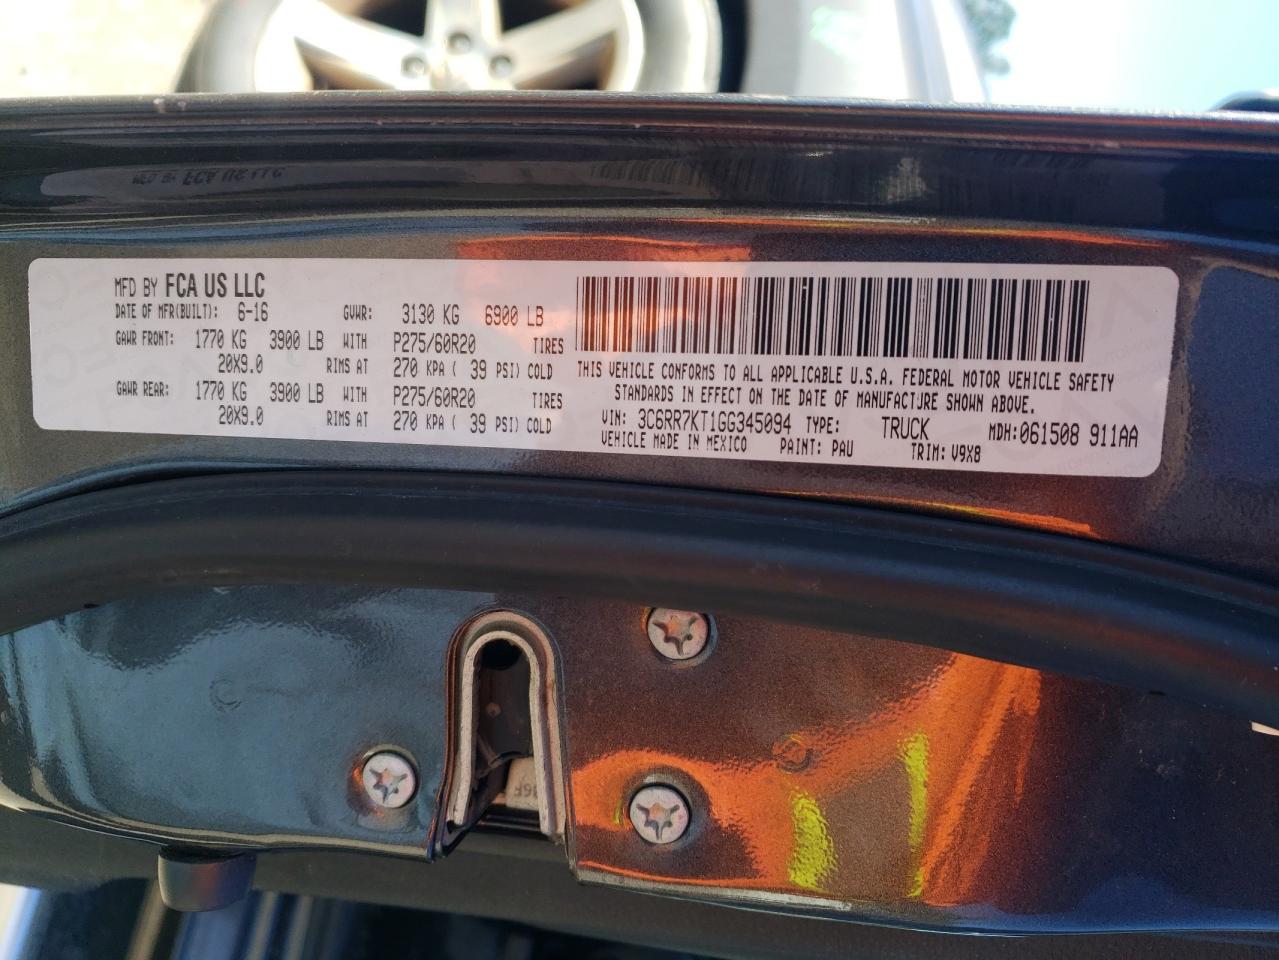 MFD BY FCA US LLC
DATE OF MFR(BUILT): 6-16 GVWR: 3130 KG 6900 LB
GAWR FRONT: 1770 KG 3900 LB WITH P275/60R20 TIRES
20X9.0 RIMS AT 270 KPA ( 39 PSI) COLD
GAWR REAR: 1770 KG 3900 LB WITH P275/60R20 TIRES
20X9.0 RIMS AT 270 KPA ( 39 PSI) COLD
THIS VEHICLE CONFORMS TO ALL APPLICABLE U.S.A. FEDERAL MOTOR VEHICLE SAFETY
STANDARDS IN EFFECT ON THE DATE OF MANUFACTURE SHOWN ABOVE.
VIN: 3C6RR7KT1GG345094 TYPE: TRUCK MDH:061508 911AA
VEHICLE MADE IN MEXICO PAINT: PAU TRIM: V9X8